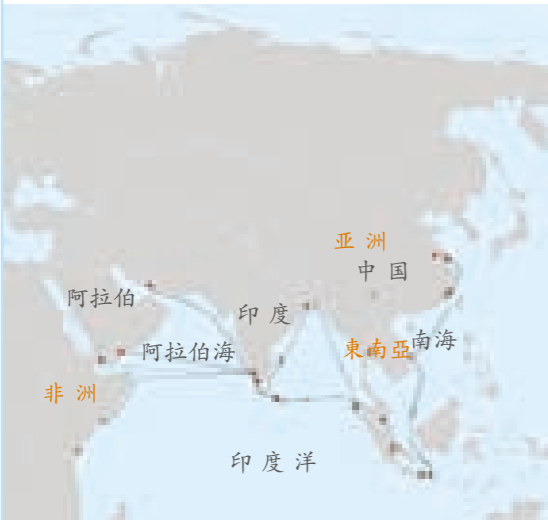 亚 洲
中 国
阿拉伯
印 度
阿拉伯海
東南亞
南海
非 洲
印 度 洋